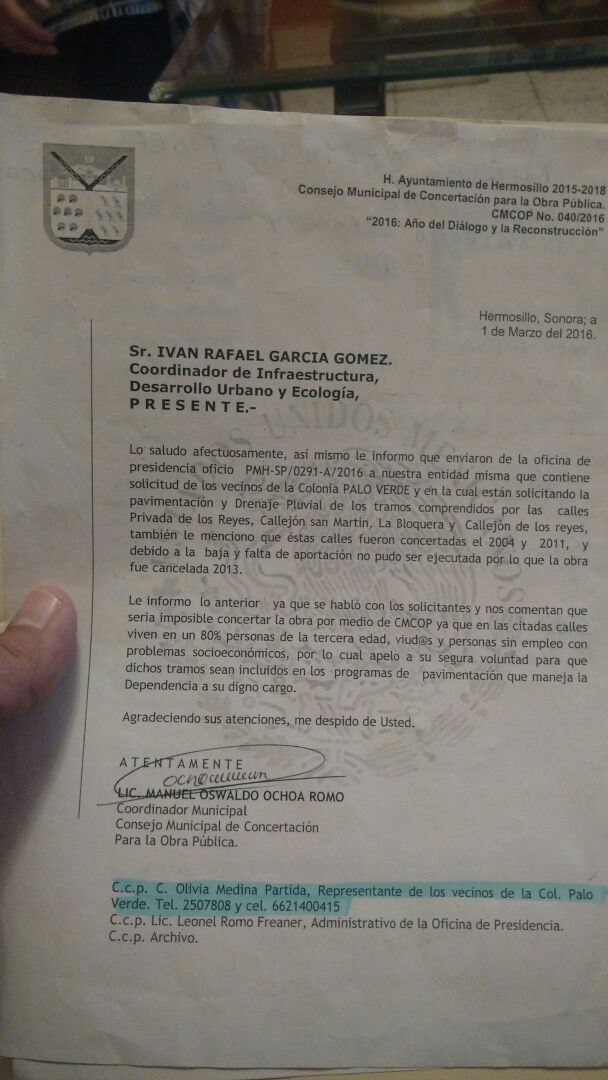 H. Ayuntamiento de Hermosillo 2015-2018
Consejo Municipal de Concertación para la Obra Pública.
CMCOP No. 040/2016
"2016: Año del Diálogo y la Reconstrucción"
Hermosillo, Sonora; a
1 de Marzo del 2016.
Sr. IVAN RAFAEL GARCIA GOMEZ.
Coordinador de Infraestructura,
Desarrollo Urbano y Ecología,
P R E S E N T E.-
Lo saludo afectuosamente, así mismo le informo que enviaron de la oficina de
presidencia oficio PMH-SP/0291-A/2016 a nuestra entidad misma que contiene
solicitud de los vecinos de la Colonia PALO VERDE y en la cual están solicitando la
pavimentación y Drenaje Pluvial de los tramos comprendidos por las calles
Privada de los Reyes, Callejón san Martin, La Bloquera y Callejón de los reyes,
también le menciono que éstas calles fueron concertadas el 2004 y 2011, y
debido a la baja y falta de aportación no pudo ser ejecutada por lo que la obra
fue cancelada 2013.
Le informo lo anterior ya que se habló con los solicitantes y nos comentan que
seria imposible concertar la obra por medio de CMCOP ya que en las citadas calles
viven en un 80% personas de la tercera edad, viud@s y personas sin empleo con
problemas socioeconómicos, por lo cual apelo a su segura voluntad para que
dichos tramos sean incluidos en los programas de pavimentación que maneja la
Dependencia a su digno cargo.
Agradeciendo sus atenciones, me despido de Usted.
A T E N T A M E N T E
LIC. MANUEL OSWALDO OCHOA ROMO
Coordinador Municipal
Consejo Municipal de Concertación
Para la Obra Pública.
C.c.p. C. Olivia Medina Partida, Representante de los vecinos de la Col. Palo
Verde. Tel. 2507808 y cel. 6621400415
C.c.p. Lic. Leonel Romo Freaner, Administrativo de la Oficina de Presidencia.
C.c.p. Archivo.